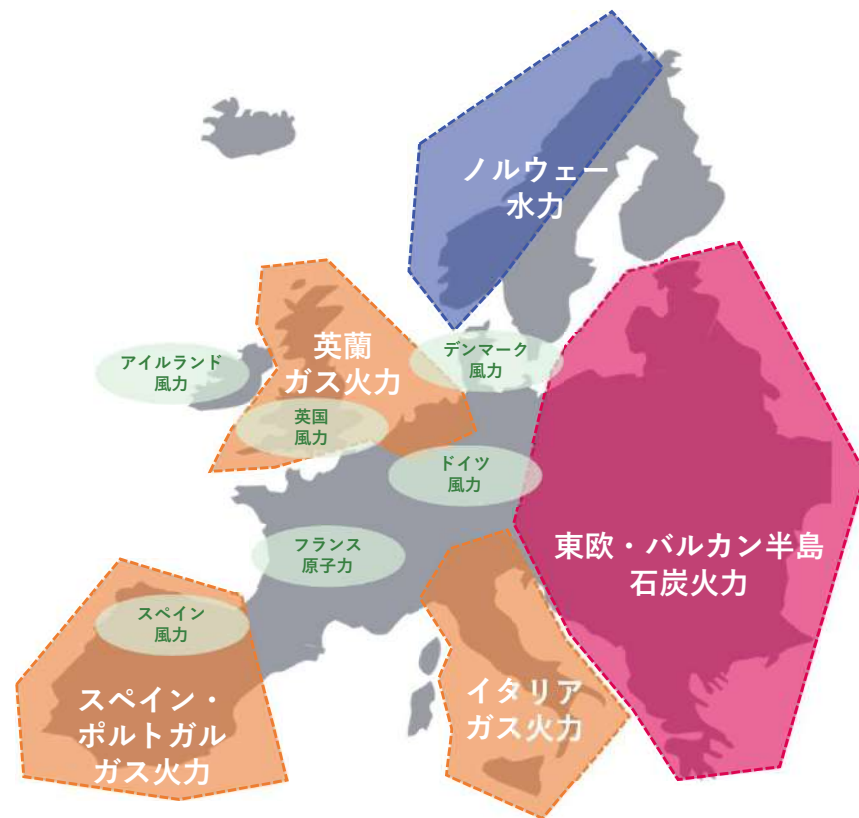 ノルウェー
水力
英蘭
ガス火力
アイルランド
風力
デンマーク
風力
英国
風力
ドイツ
風力
フランス
原子力
東欧・バルカン半島
石炭火力
スペイン
風力
スペイン・
ポルトガル
ガス火力
イタリア
ガス火力